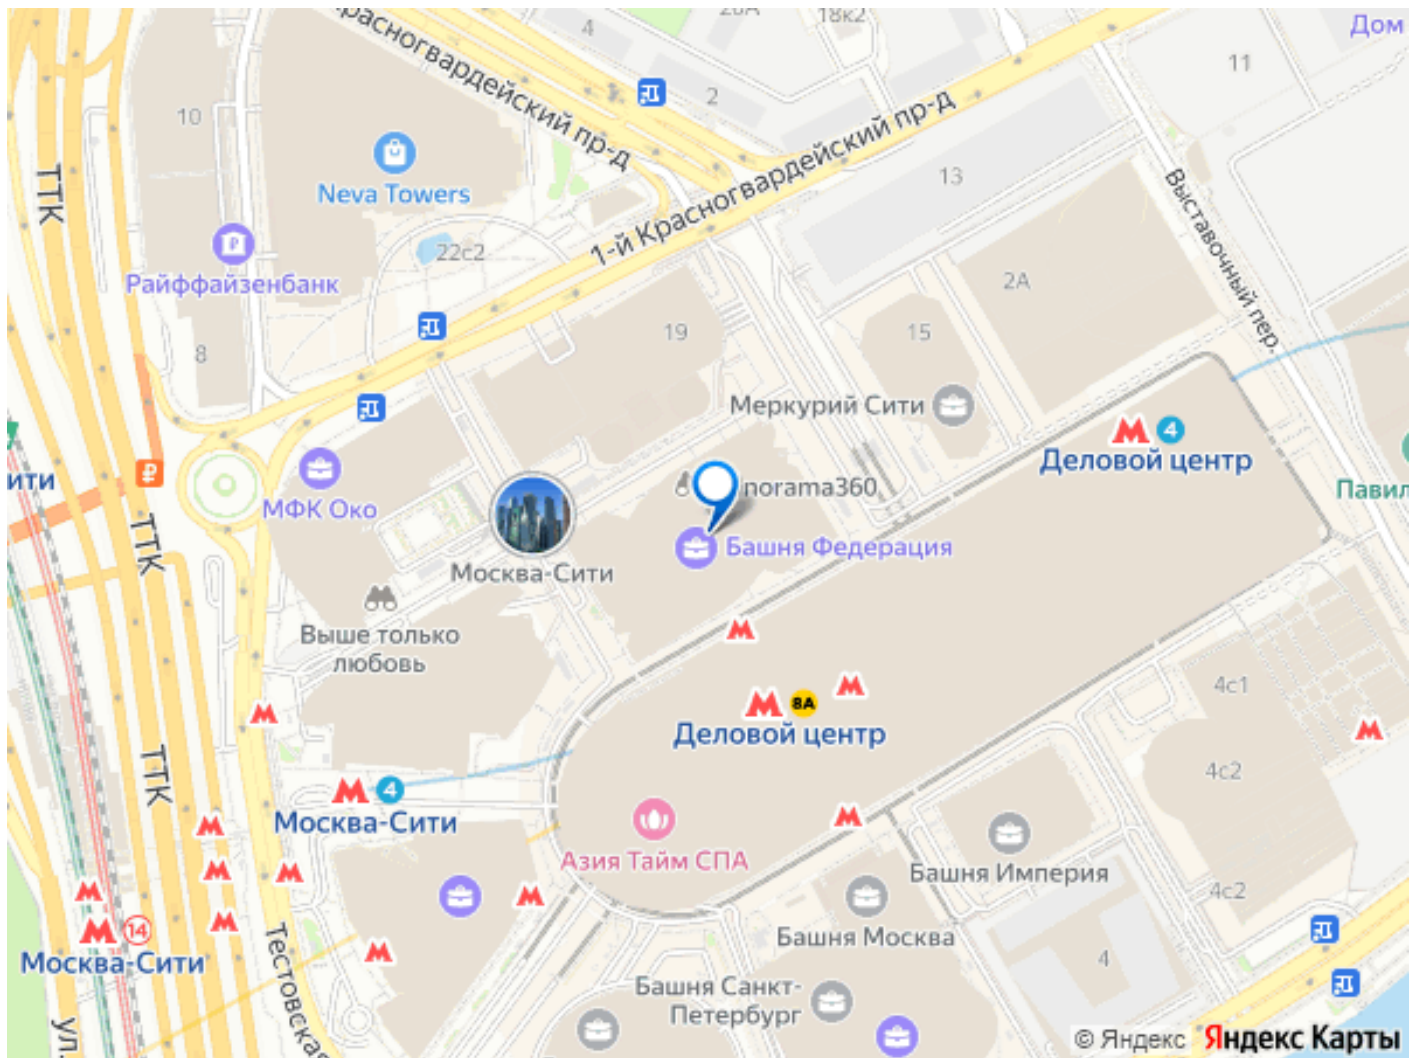 28А
18к2
4
Дом
11
Красногвардейский пр-д
2
10
1-й Красногвардейский пр-д
ТТК
Neva Towers
13
Выставочный пер.
22с2
Райффайзенбанк
2А
19
15
8
Меркурий Сити
4
Деловой центр
ити
norama360
Павил
МФК Око
ТТК
Башня Федерация
Москва-Сити
Выше только
любовь
4с1
8А
Деловой центр
ТТК
4с2
4
Москва-Сити
Азия Тайм СПА
Башня Империя
4с2
14
Москва-Сити
Тестовская
Башня Москва
4
Башня Санкт-
Петербург
ул.
© Яндекс Яндекс Карты